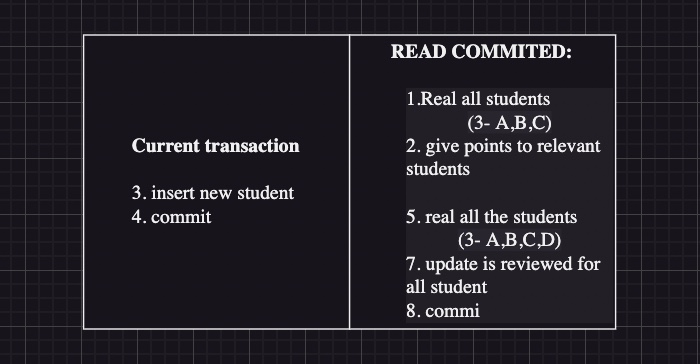 Current transaction
3. insert new student
4. commit
READ COMMITED:
1.Real all students
(3- A,B,C)
2. give points to relevant
students
5. real all the students
(3- A,B,C,D)
7. update is reviewed for
all student
8. commi